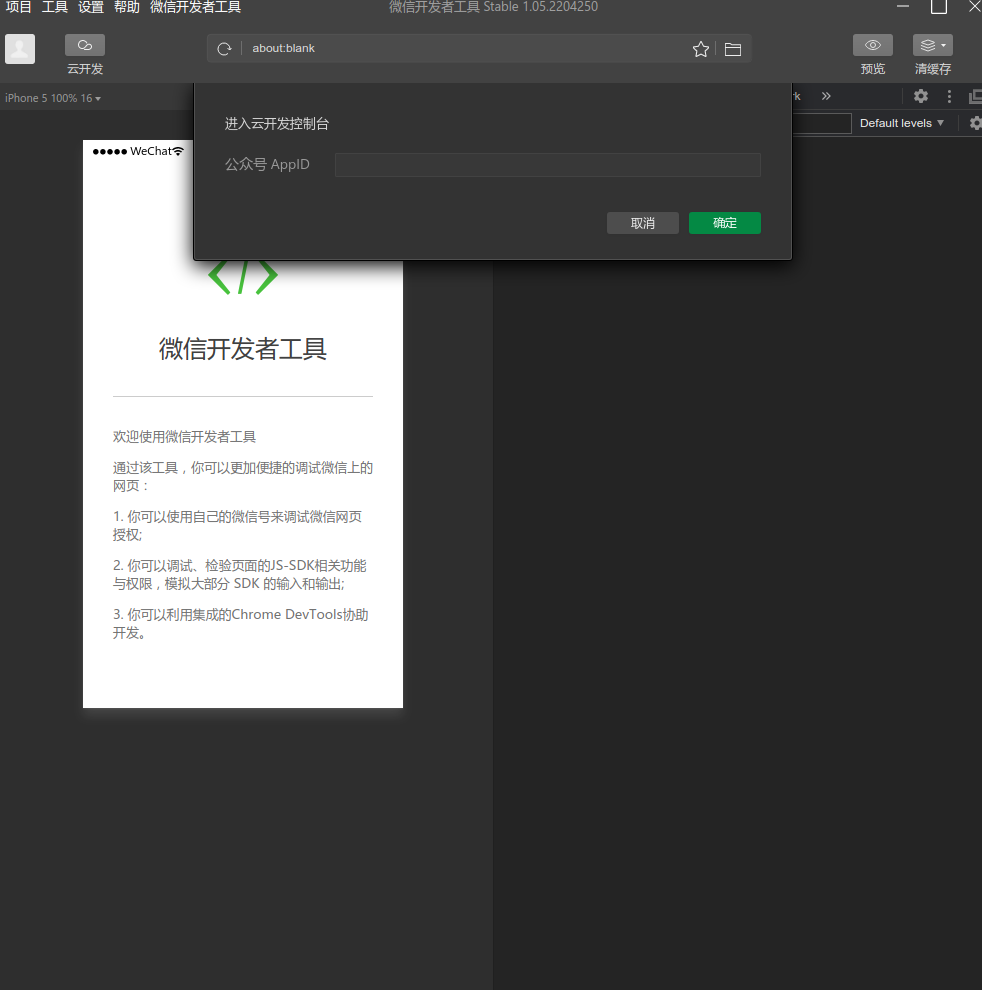 项目 工具 设置 帮助 微信开发者工具 微信开发者工具 Stable 1.05.2204250
about:blank
云开发 预览 清缓存
iPhone 5 100% 16
进入云开发控制台
Default levels
公众号 AppID
取消 确定
WeChat
</>
微信开发者工具
欢迎使用微信开发者工具
通过该工具，你可以更加便捷的调试微信上的
网页：
1. 你可以使用自己的微信号来调试微信网页
授权;
2. 你可以调试、检验页面的JS-SDK相关功能
与权限，模拟大部分 SDK 的输入和输出;
3. 你可以利用集成的Chrome DevTools协助
开发。